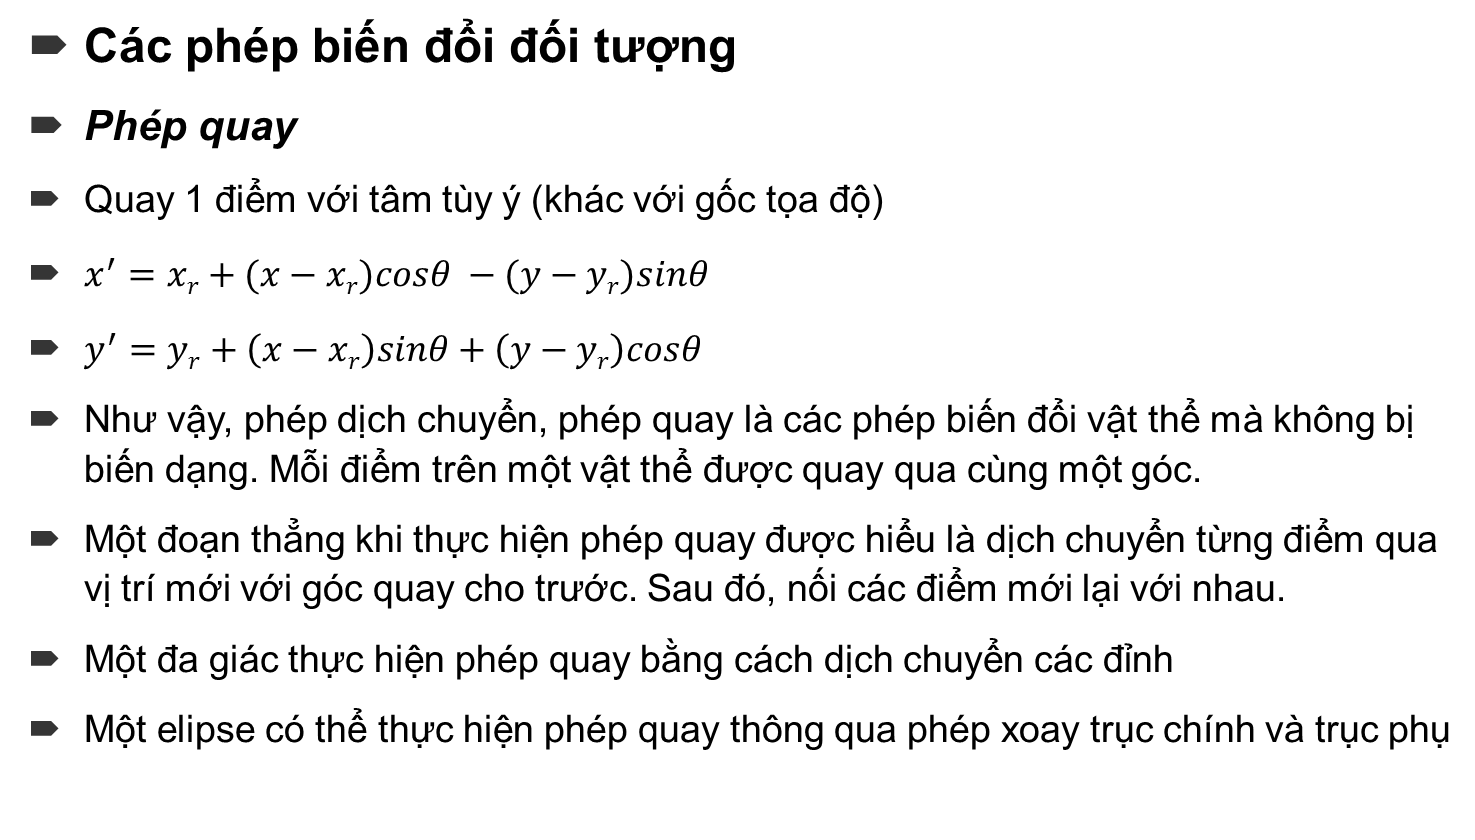 Các phép biến đổi đối tượng
Phép quay
Quay 1 điểm với tâm tùy ý (khác với gốc tọa độ)
x′ = xᵣ + (x − xᵣ)cosθ − (y − yᵣ)sinθ
y′ = yᵣ + (x − xᵣ)sinθ + (y − yᵣ)cosθ
Như vậy, phép dịch chuyển, phép quay là các phép biến đổi vật thể mà không bị
biến dạng. Mỗi điểm trên một vật thể được quay qua cùng một góc.
Một đoạn thẳng khi thực hiện phép quay được hiểu là dịch chuyển từng điểm qua
vị trí mới với góc quay cho trước. Sau đó, nối các điểm mới lại với nhau.
Một đa giác thực hiện phép quay bằng cách dịch chuyển các đỉnh
Một elipse có thể thực hiện phép quay thông qua phép xoay trục chính và trục phụ